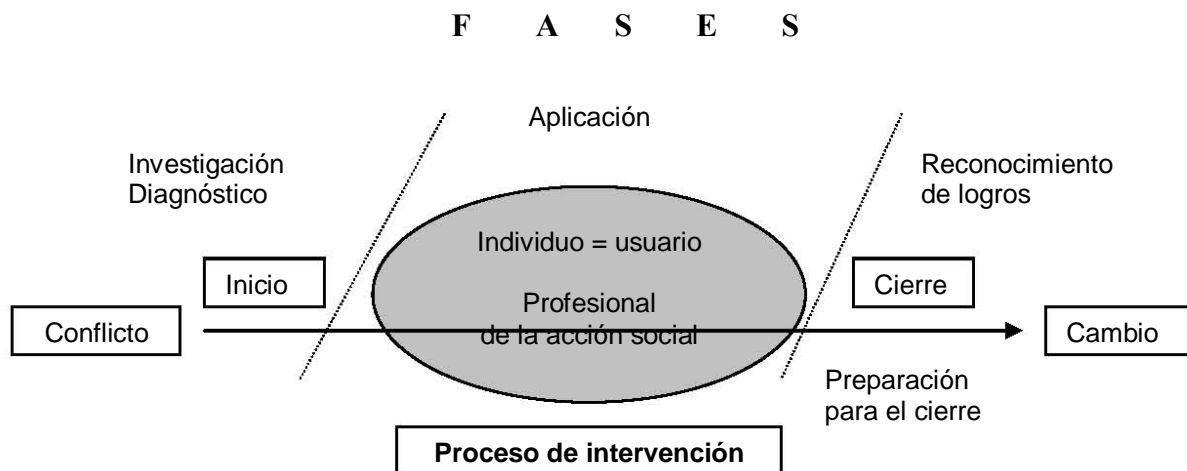 F A S E S
Aplicación
Investigación
Diagnóstico
Reconocimiento
de logros
Individuo = usuario
Inicio
Cierre
Profesional
de la acción social
Conflicto
Cambio
Preparación
para el cierre
Proceso de intervención